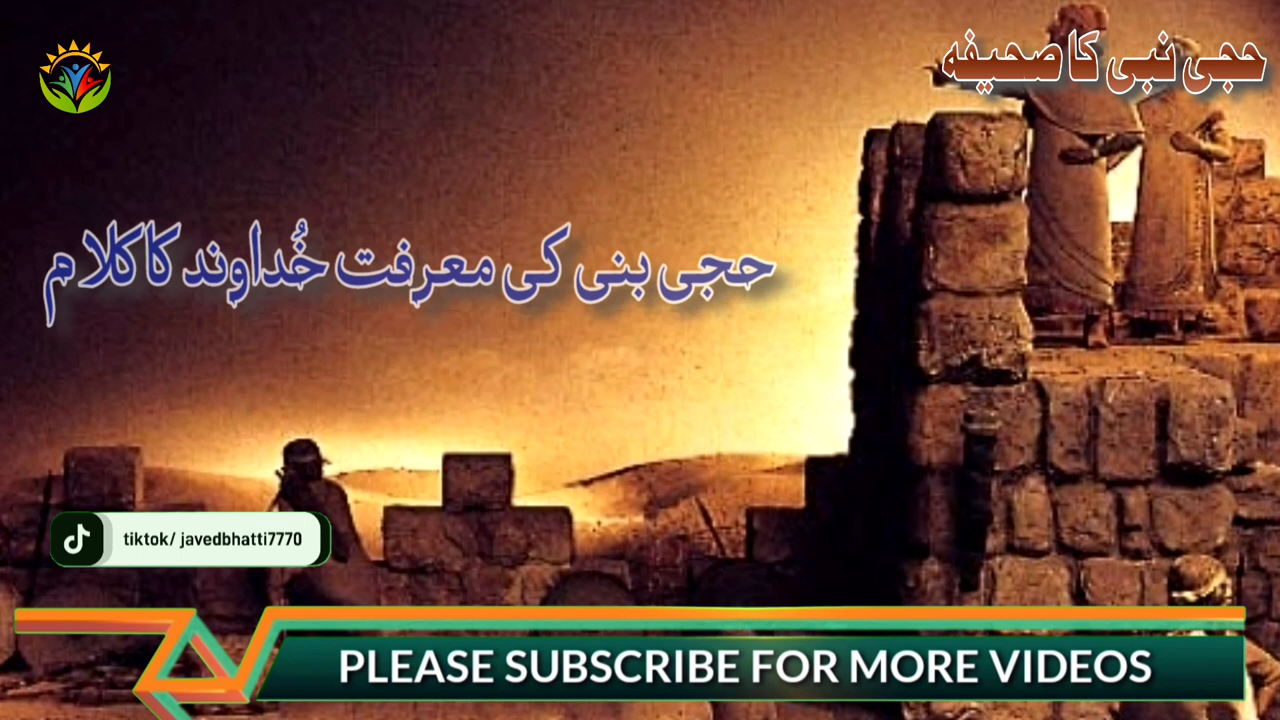 حجی نبی کا صحیفہ
حجی بنی کی معرفت خُداوند کا کلام
tiktok/ javedbhatti7770
PLEASE SUBSCRIBE FOR MORE VIDEOS